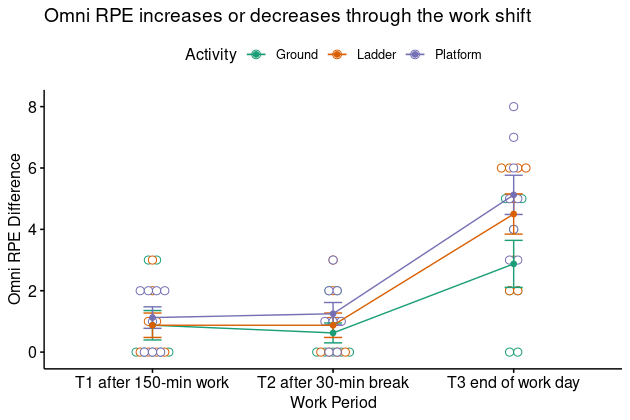 Omni RPE increases or decreases through the work shift
Activity Ground Ladder Platform
Omni RPE Difference
8
6
4
2
0
T1 after 150-min work T2 after 30-min break T3 end of work day
Work Period